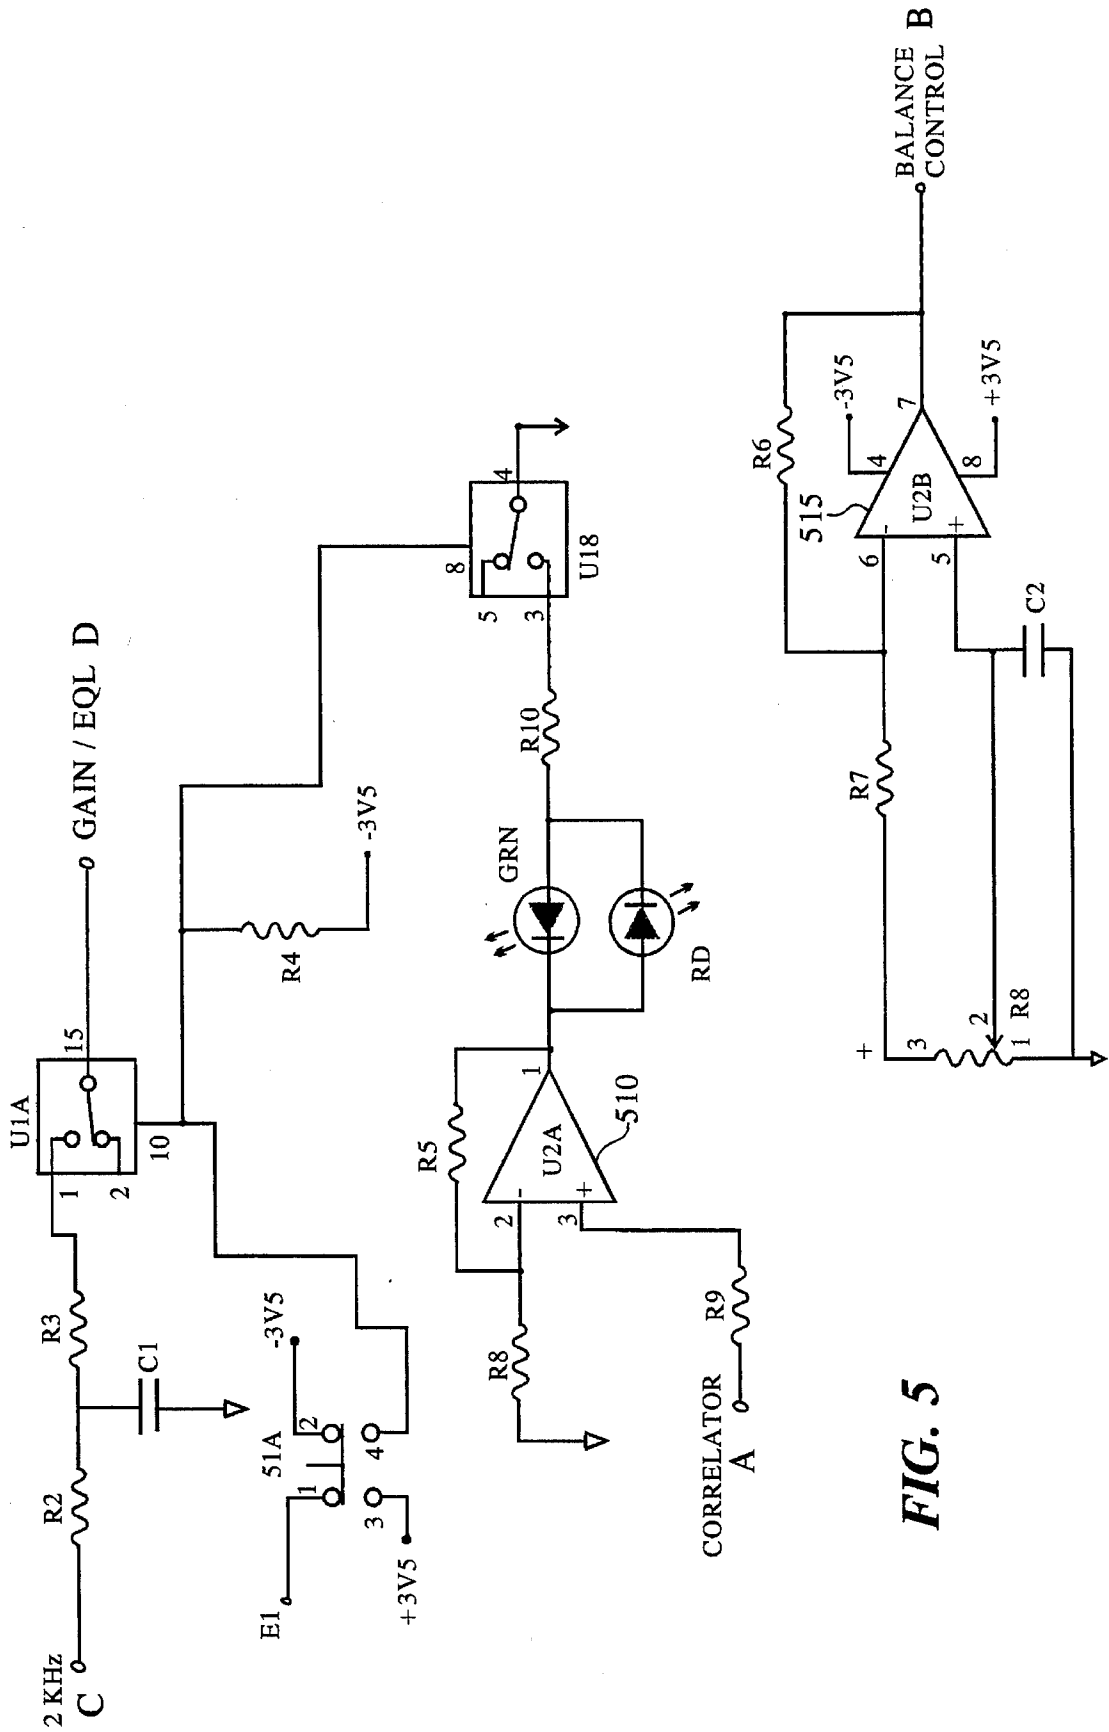 2 KHz
C
R2
R3
C1
1
2
U1A
15
10
GAIN / EQL D
E1
51A
1
2
3
4
-3V5
+3V5
R4
-3V5
8
5
3
4
U18
CORRELATOR
A
R9
R8
2
3
-
+
U2A
1
510
R5
GRN
RD
R10
+
3
2
1
R8
R7
R6
C2
6
5
-
+
U2B
515
4
8
7
-3V5
+3V5
BALANCE
CONTROL B
FIG. 5